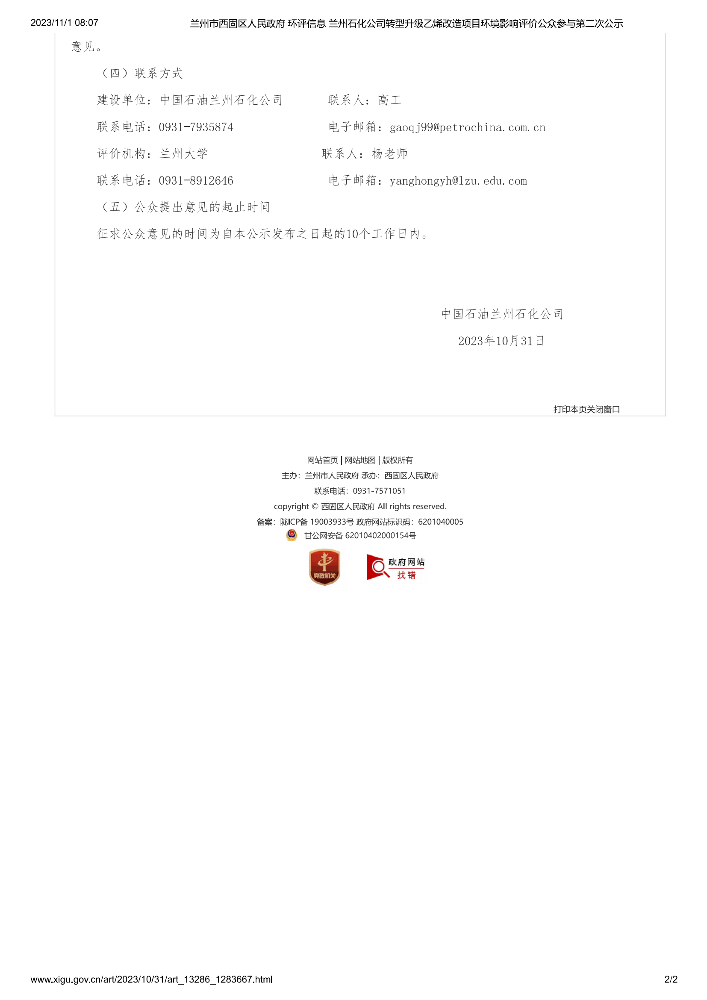 2023/11/1 08:07 兰州市西固区人民政府 环评信息 兰州石化公司转型升级乙烯改造项目环境影响评价公众参与第二次公示
意见。
（四）联系方式
建设单位：中国石油兰州石化公司 联系人：高工
联系电话：0931-7935874 电子邮箱：gaoqj99@petrochina.com.cn
评价机构：兰州大学 联系人：杨老师
联系电话：0931-8912646 电子邮箱：yanghongyh@lzu.edu.com
（五）公众提出意见的起止时间
征求公众意见的时间为自本公示发布之日起的10个工作日内。
中国石油兰州石化公司
2023年10月31日
打印本页关闭窗口
网站首页 | 网站地图 | 版权所有
主办：兰州市人民政府 承办：西固区人民政府
联系电话：0931-7571051
copyright © 西固区人民政府 All rights reserved.
备案：陇ICP备 19003933号 政府网站标识码：6201040005
甘公网安备 62010402000154号
党政机关
政府网站
找错
www.xigu.gov.cn/art/2023/10/31/art_13286_1283667.html 2/2